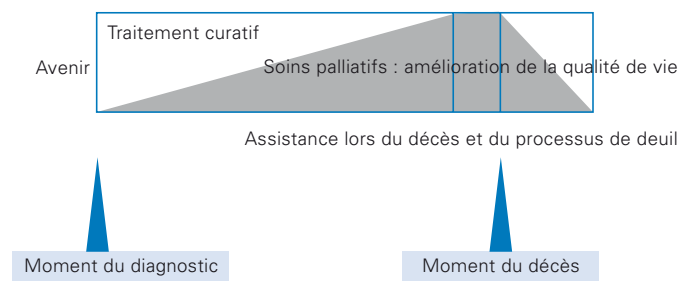 Traitement curatif
Avenir
Soins palliatifs : amélioration de la qualité de vie
Assistance lors du décès et du processus de deuil
Moment du diagnostic
Moment du décès